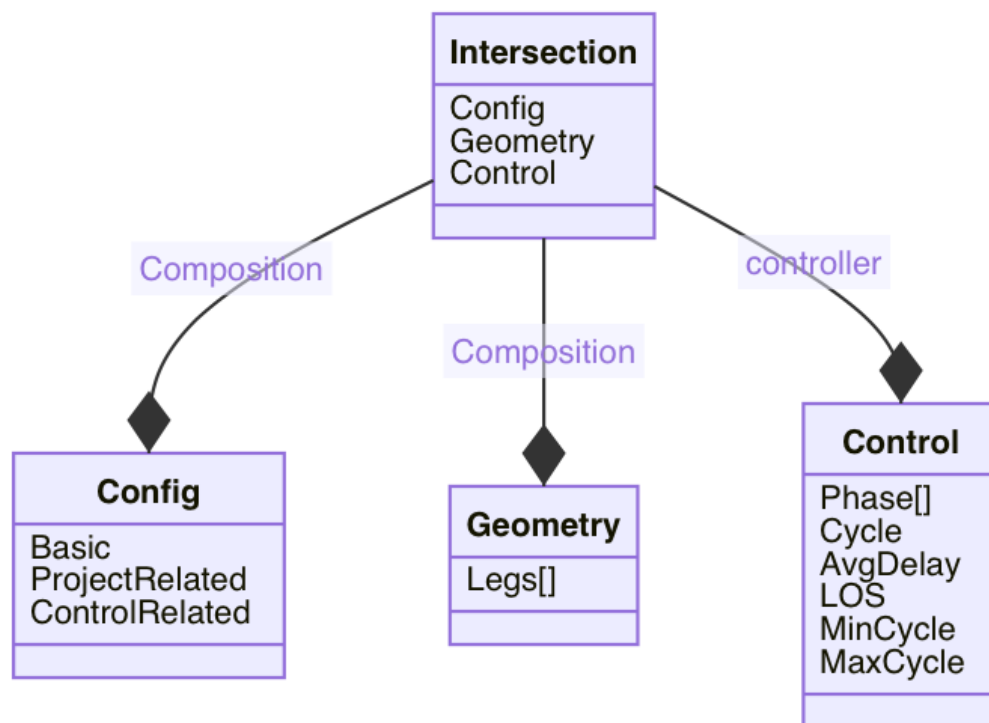 Intersection
Config
Geometry
Control
Composition
Composition
controller
Config
Basic
ProjectRelated
ControlRelated
Geometry
Legs[]
Control
Phase[]
Cycle
AvgDelay
LOS
MinCycle
MaxCycle